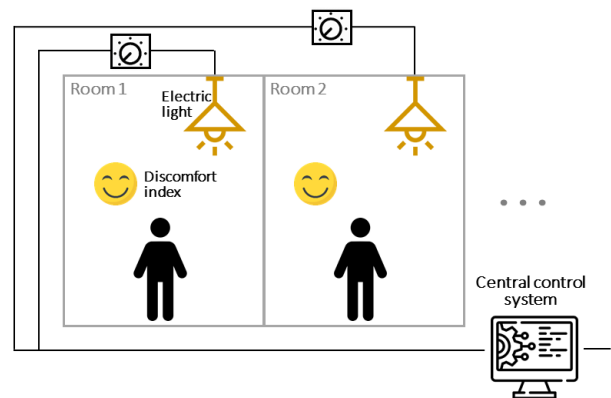 Room 1
Electric
light
Room 2
Discomfort
index
Central control
system